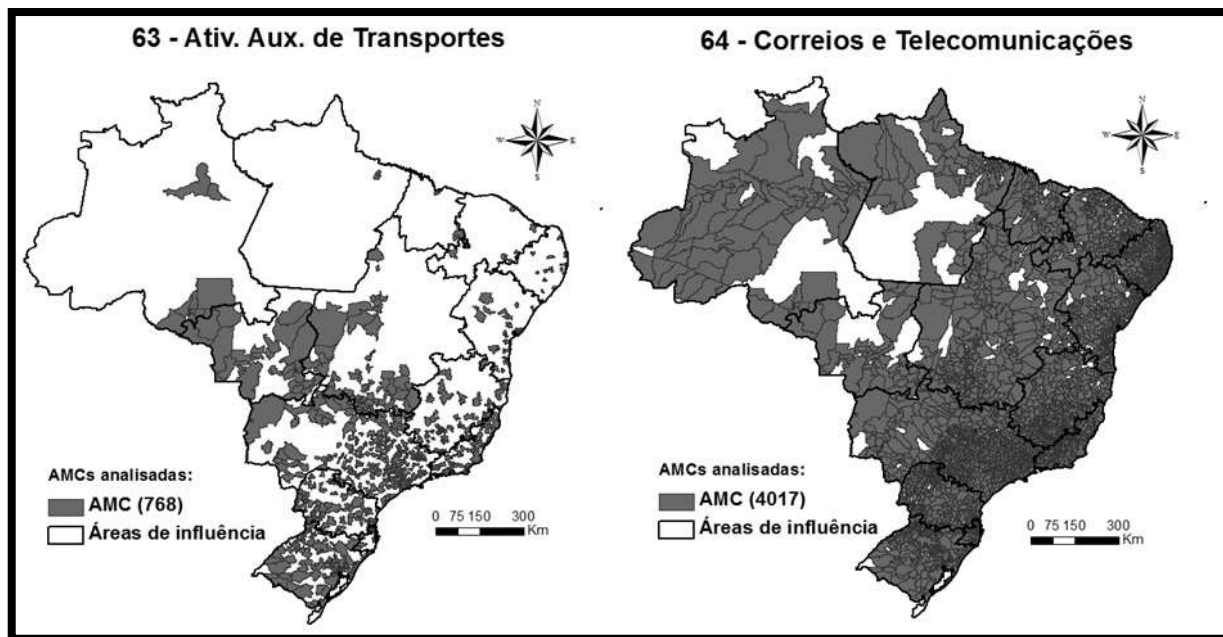 63 - Ativ. Aux. de Transportes
N
W
E
S
AMCs analisadas:
AMC (768)
Áreas de influência
0 75 150 300
Km
64 - Correios e Telecomunicações
N
W
E
S
AMCs analisadas:
AMC (4017)
Áreas de influência
0 75 150 300
Km